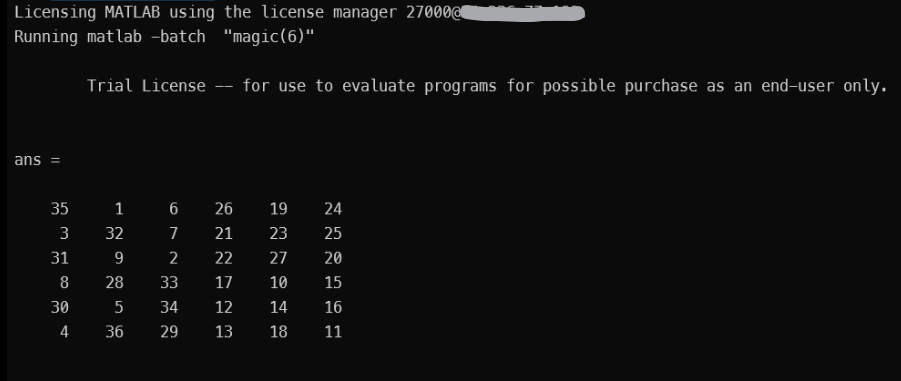 Licensing MATLAB using the license manager 27000@
Running matlab -batch  "magic(6)"
Trial License -- for use to evaluate programs for possible purchase as an end-user only.
ans =
35 1 6 26 19 24
3 32 7 21 23 25
31 9 2 22 27 20
8 28 33 17 10 15
30 5 34 12 14 16
4 36 29 13 18 11